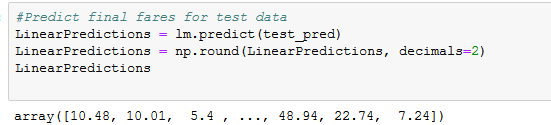 #Predict final fares for test data
LinearPredictions = lm.predict(test_pred)
LinearPredictions = np.round(LinearPredictions, decimals=2)
LinearPredictions
array([10.48, 10.01,  5.4 , ..., 48.94, 22.74,  7.24])